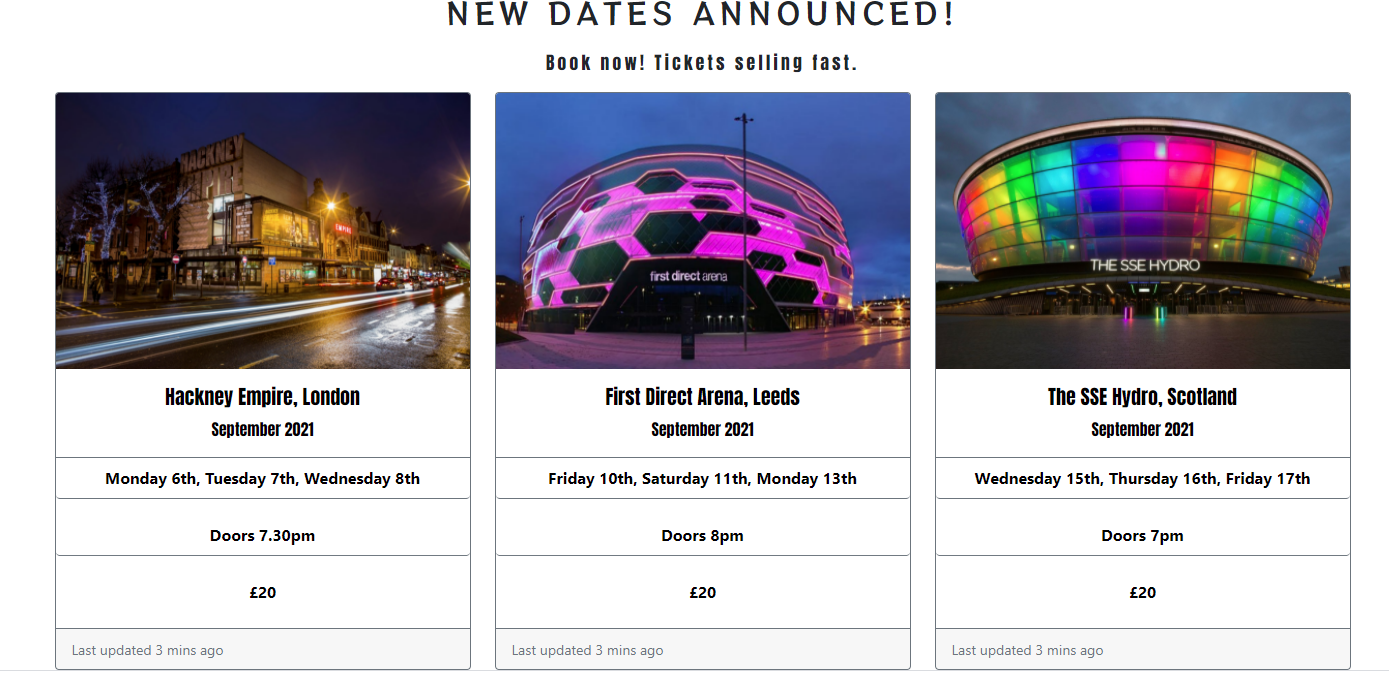 NEW DATES ANNOUNCED!
Book now! Tickets selling fast.
HACKNEY
EMPIRE
first direct arena
THE SSE HYDRO
Hackney Empire, London
September 2021
Monday 6th, Tuesday 7th, Wednesday 8th
Doors 7.30pm
£20
Last updated 3 mins ago
First Direct Arena, Leeds
September 2021
Friday 10th, Saturday 11th, Monday 13th
Doors 8pm
£20
Last updated 3 mins ago
The SSE Hydro, Scotland
September 2021
Wednesday 15th, Thursday 16th, Friday 17th
Doors 7pm
£20
Last updated 3 mins ago